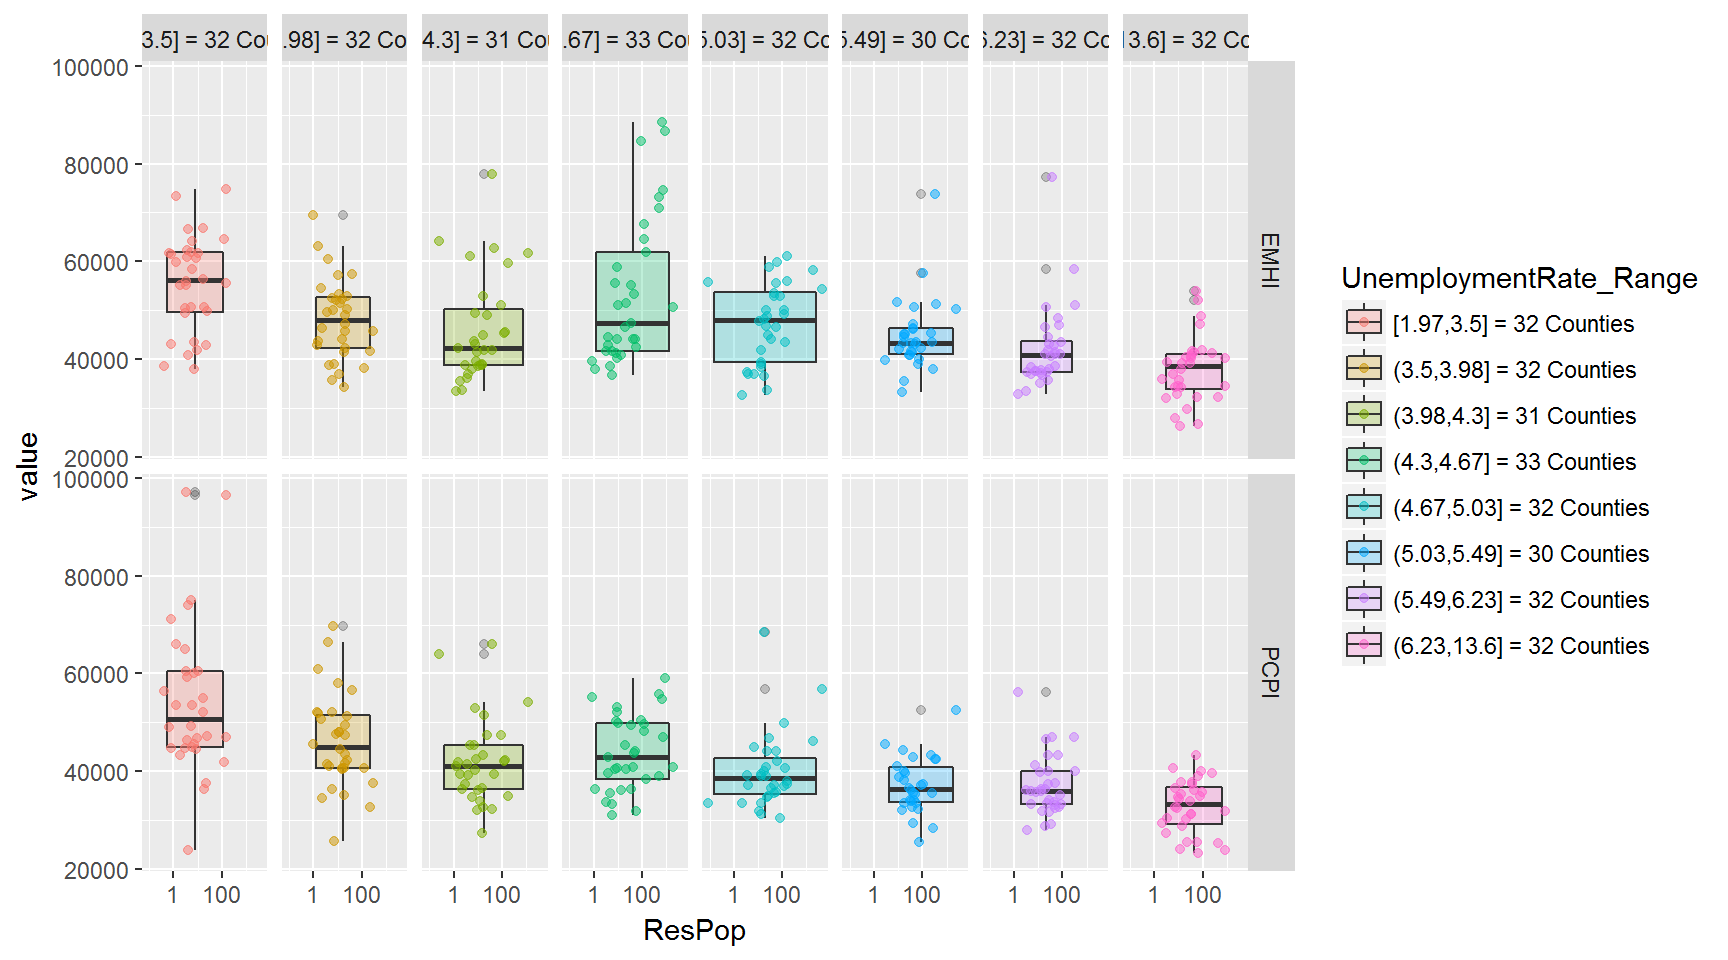 3.5] = 32 Cou
.98] = 32 Co
4.3] = 31 Cou
.67] = 33 Co
5.03] = 32 Co
5.49] = 30 Co
6.23] = 32 Co
13.6] = 32 Co
100000
80000
60000
40000
20000
EMHI
100000
80000
60000
40000
20000
PCPI
value
1 100 1 100 1 100 1 100 1 100 1 100 1 100 1 100
ResPop
UnemploymentRate_Range
[1.97,3.5] = 32 Counties
(3.5,3.98] = 32 Counties
(3.98,4.3] = 31 Counties
(4.3,4.67] = 33 Counties
(4.67,5.03] = 32 Counties
(5.03,5.49] = 30 Counties
(5.49,6.23] = 32 Counties
(6.23,13.6] = 32 Counties